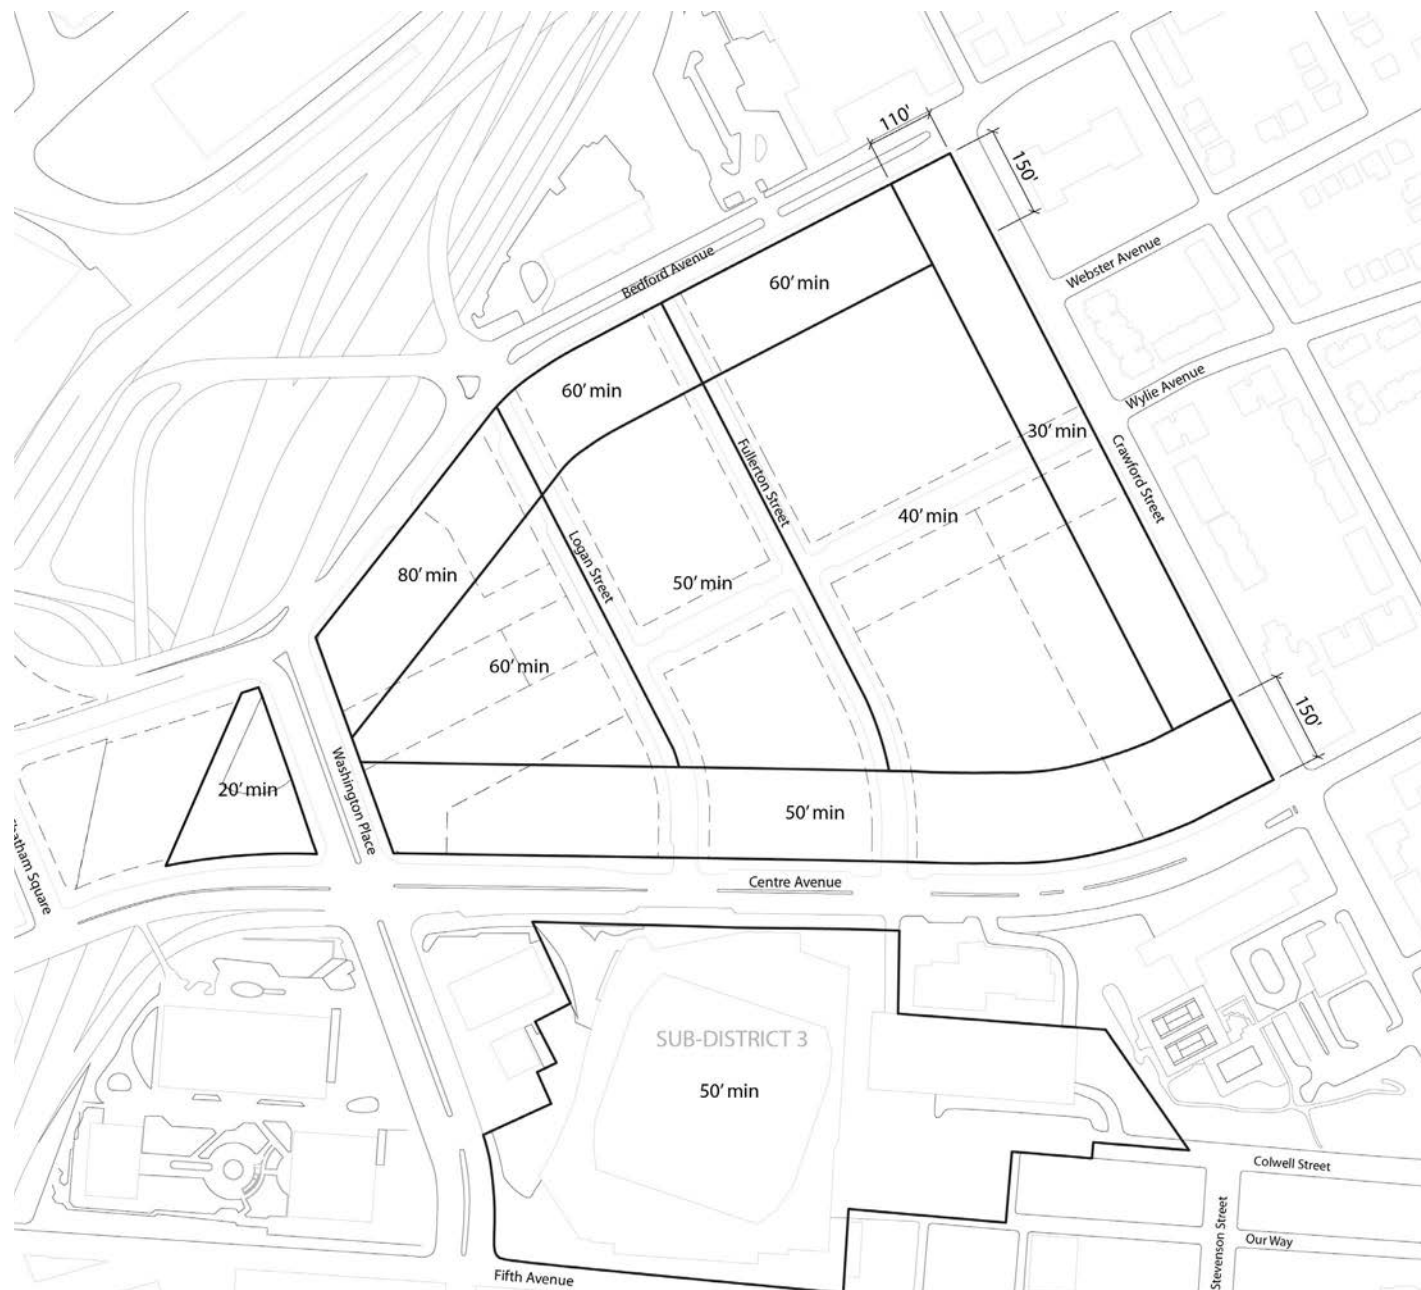 110'
150'
Webster Avenue
Bedford Avenue
60' min
60' min
Wylie Avenue
30' min
Crawford Street
Fullerton Street
40' min
Logan Street
80' min
50' min
60' min
150'
20' min
Washington Place
50' min
hatham Square
Centre Avenue
SUB-DISTRICT 3
50' min
Colwell Street
Stevenson Street
Our Way
Fifth Avenue